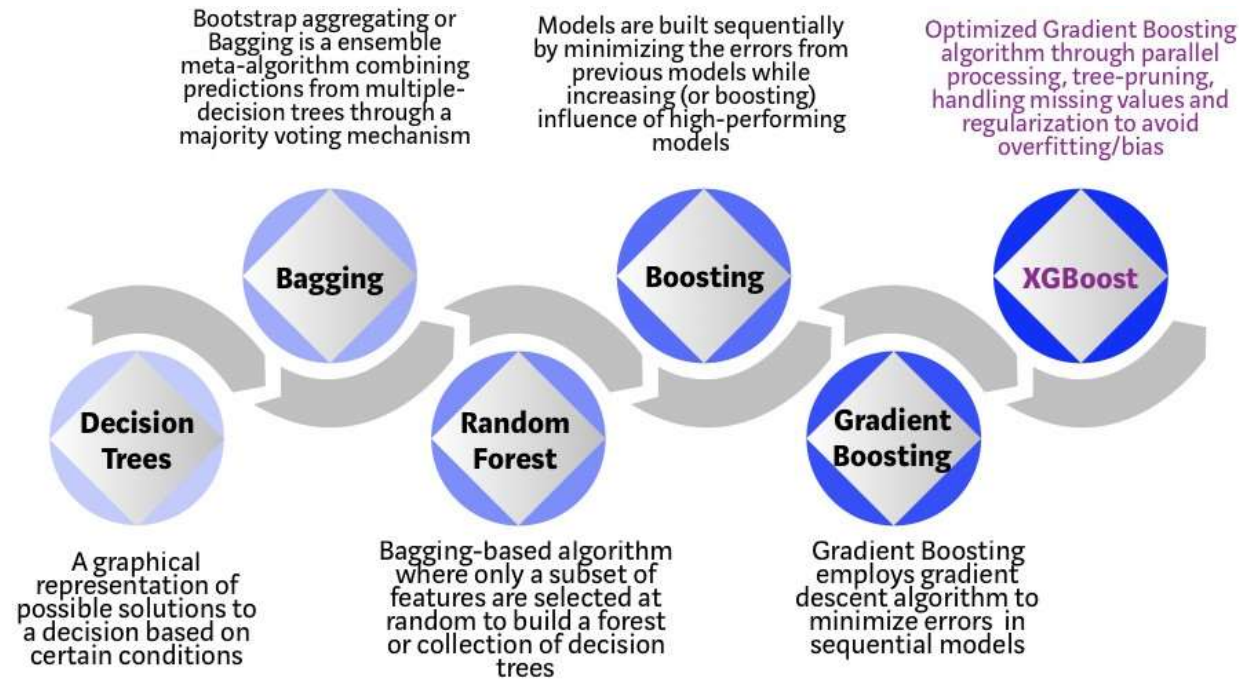 Bootstrap aggregating or
Bagging is a ensemble
meta-algorithm combining
predictions from multiple-
decision trees through a
majority voting mechanism
Models are built sequentially
by minimizing the errors from
previous models while
increasing (or boosting)
influence of high-performing
models
Optimized Gradient Boosting
algorithm through parallel
processing, tree-pruning,
handling missing values and
regularization to avoid
overfitting/bias
Bagging
Boosting
XGBoost
Decision
Trees
Random
Forest
Gradient
Boosting
A graphical
representation of
possible solutions to
a decision based on
certain conditions
Bagging-based algorithm
where only a subset of
features are selected at
random to build a forest
or collection of decision
trees
Gradient Boosting
employs gradient
descent algorithm to
minimize errors in
sequential models